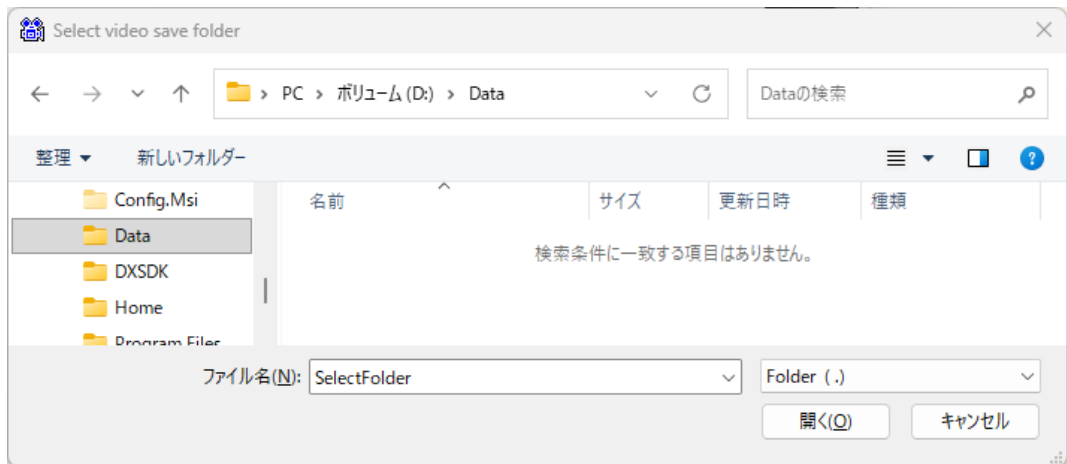 Select video save folder
PC > ボリューム (D:) > Data
Dataの検索
整理
新しいフォルダー
?
Config.Msi
Data
DXSDK
Home
Program Files
名前 サイズ 更新日時 種類
検索条件に一致する項目はありません。
ファイル名(N): SelectFolder
Folder (.)
開く(O)
キャンセル